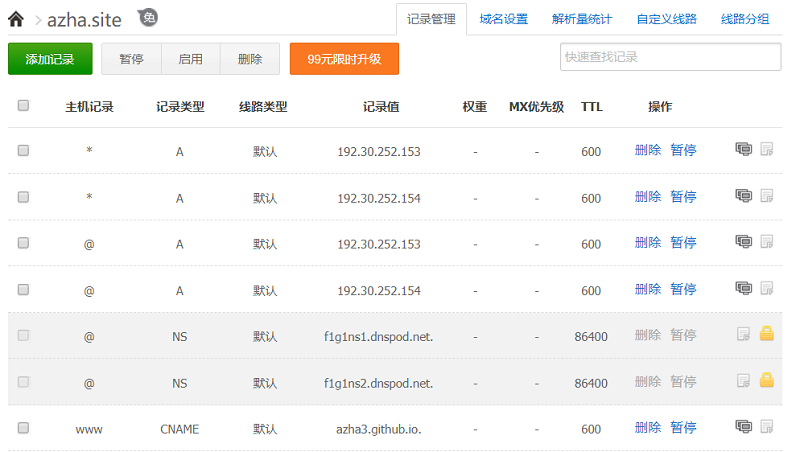 azha.site 免 记录管理 域名设置 解析量统计 自定义线路 线路分组
添加记录 暂停 启用 删除 99元限时升级 快速查找记录
主机记录 记录类型 线路类型 记录值 权重 MX优先级 TTL 操作
* A 默认 192.30.252.153 - - 600 删除 暂停
* A 默认 192.30.252.154 - - 600 删除 暂停
@ A 默认 192.30.252.153 - - 600 删除 暂停
@ A 默认 192.30.252.154 - - 600 删除 暂停
@ NS 默认 f1g1ns1.dnspod.net. - - 86400 删除 暂停
@ NS 默认 f1g1ns2.dnspod.net. - - 86400 删除 暂停
www CNAME 默认 azha3.github.io. - - 600 删除 暂停